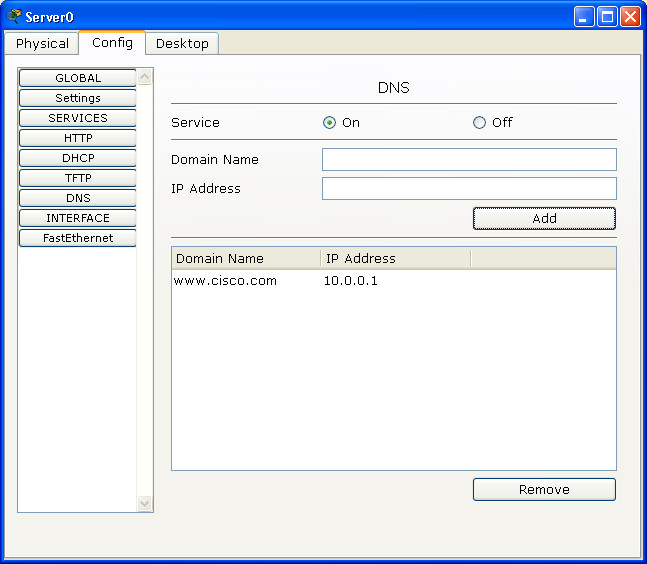 Server0
Physical Config Desktop
GLOBAL
Settings
SERVICES
HTTP
DHCP
TFTP
DNS
INTERFACE
FastEthernet
DNS
Service On Off
Domain Name
IP Address
Add
Domain Name IP Address
www.cisco.com 10.0.0.1
Remove